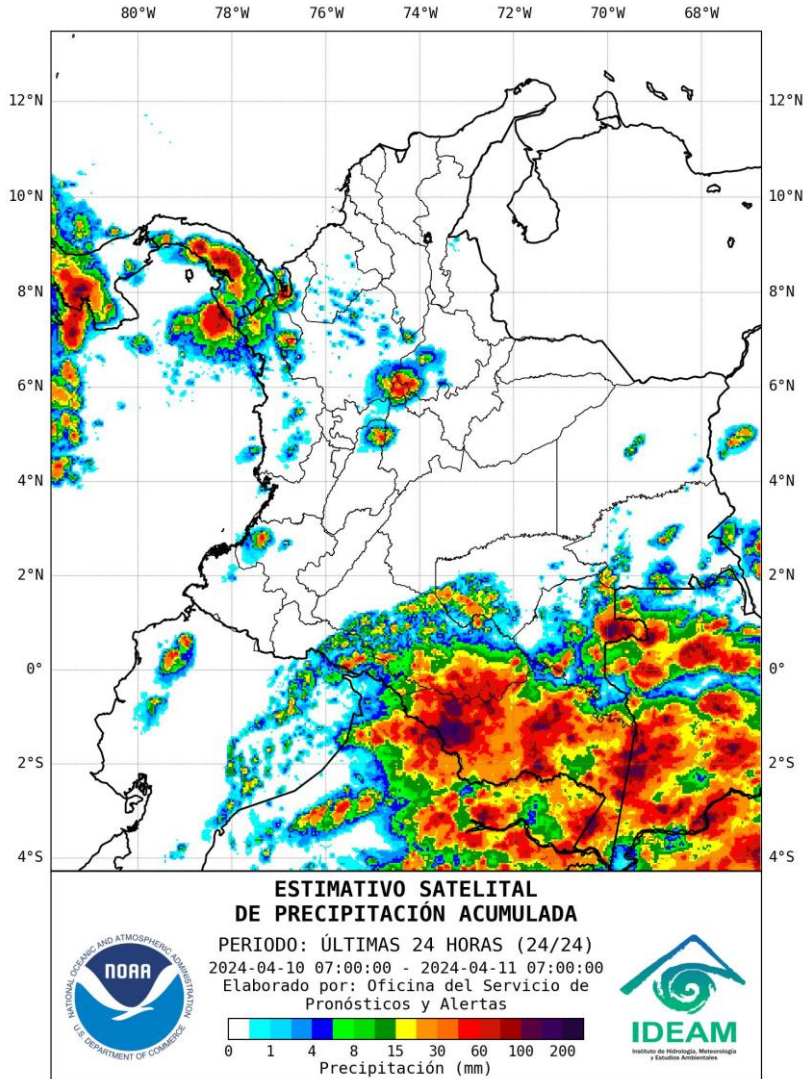 80°W 78°W 76°W 74°W 72°W 70°W 68°W
12°N 12°N
10°N 10°N
8°N 8°N
6°N 6°N
4°N 4°N
2°N 2°N
0° 0°
2°S 2°S
4°S 4°S
ESTIMATIVO SATELITAL
DE PRECIPITACIÓN ACUMULADA
PERIODO: ÚLTIMAS 24 HORAS (24/24)
2024-04-10 07:00:00 - 2024-04-11 07:00:00
Elaborado por: Oficina del Servicio de
Pronósticos y Alertas
0 1 4 8 15 30 60 100 200
Precipitación (mm)
NATIONAL OCEANIC AND ATMOSPHERIC ADMINISTRATION
NOAA
U.S. DEPARTMENT OF COMMERCE
IDEAM
Instituto de Hidrología, Meteorología
y Estudios Ambientales